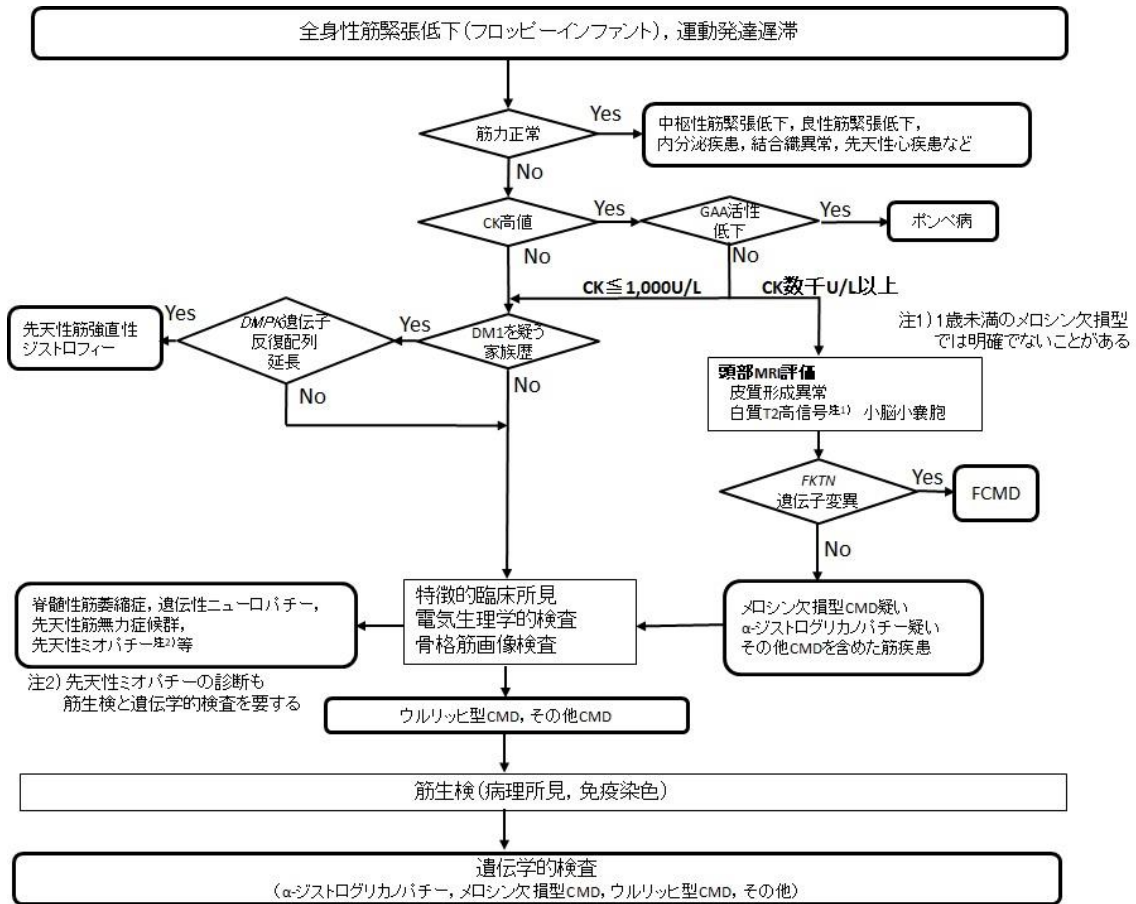 全身性筋緊張低下(フロッピーインファント), 運動発達遅滞
筋力正常
Yes
中枢性筋緊張低下, 良性筋緊張低下,
内分泌疾患, 結合織異常, 先天性心疾患など
No
CK高値
Yes
GAA活性
低下
Yes
ポンペ病
No
No
CK≦1,000U/L
CK数千U/L以上
先天性筋強直性
ジストロフィー
Yes
DMPK遺伝子
反復配列
延長
Yes
DM1を疑う
家族歴
注1) 1歳未満のメロシン欠損型
では明確でないことがある
No
No
頭部MRI評価
皮質形成異常
白質T2高信号注1) 小脳小嚢胞
FKTN
遺伝子変異
Yes
FCMD
No
脊髄性筋萎縮症, 遺伝性ニューロパチー,
先天性筋無力症候群,
先天性ミオパチー注2)等
特徴的臨床所見
電気生理学的検査
骨格筋画像検査
メロシン欠損型CMD疑い
α-ジストログリカノパチー疑い
その他CMDを含めた筋疾患
注2) 先天性ミオパチーの診断も
筋生検と遺伝学的検査を要する
ウルリッヒ型CMD, その他CMD
筋生検(病理所見, 免疫染色)
遺伝学的検査
(α-ジストログリカノパチー, メロシン欠損型CMD, ウルリッヒ型CMD, その他)